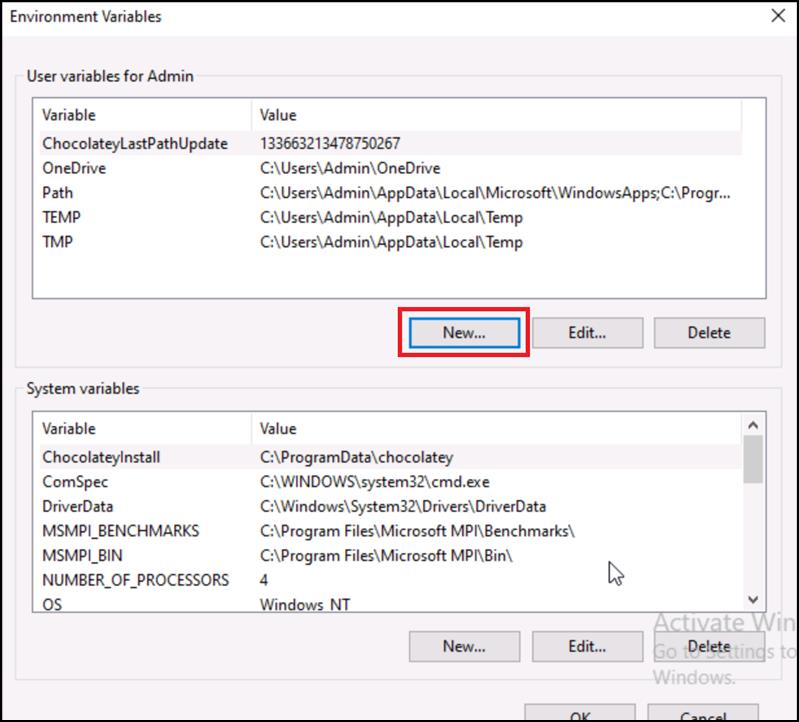 Environment Variables
User variables for Admin
Variable Value
ChocolateyLastPathUpdate 133663213478750267
OneDrive C:\Users\Admin\OneDrive
Path C:\Users\Admin\AppData\Local\Microsoft\WindowsApps;C:\Progr...
TEMP C:\Users\Admin\AppData\Local\Temp
TMP C:\Users\Admin\AppData\Local\Temp
New... Edit... Delete
System variables
Variable Value
ChocolateyInstall C:\ProgramData\chocolatey
ComSpec C:\WINDOWS\system32\cmd.exe
DriverData C:\Windows\System32\Drivers\DriverData
MSMPI_BENCHMARKS C:\Program Files\Microsoft MPI\Benchmarks\
MSMPI_BIN C:\Program Files\Microsoft MPI\Bin\
NUMBER_OF_PROCESSORS 4
OS Windows_NT
Activate Win
New... Edit... Delete
Go to Settings to
Windows.
OK Cancel